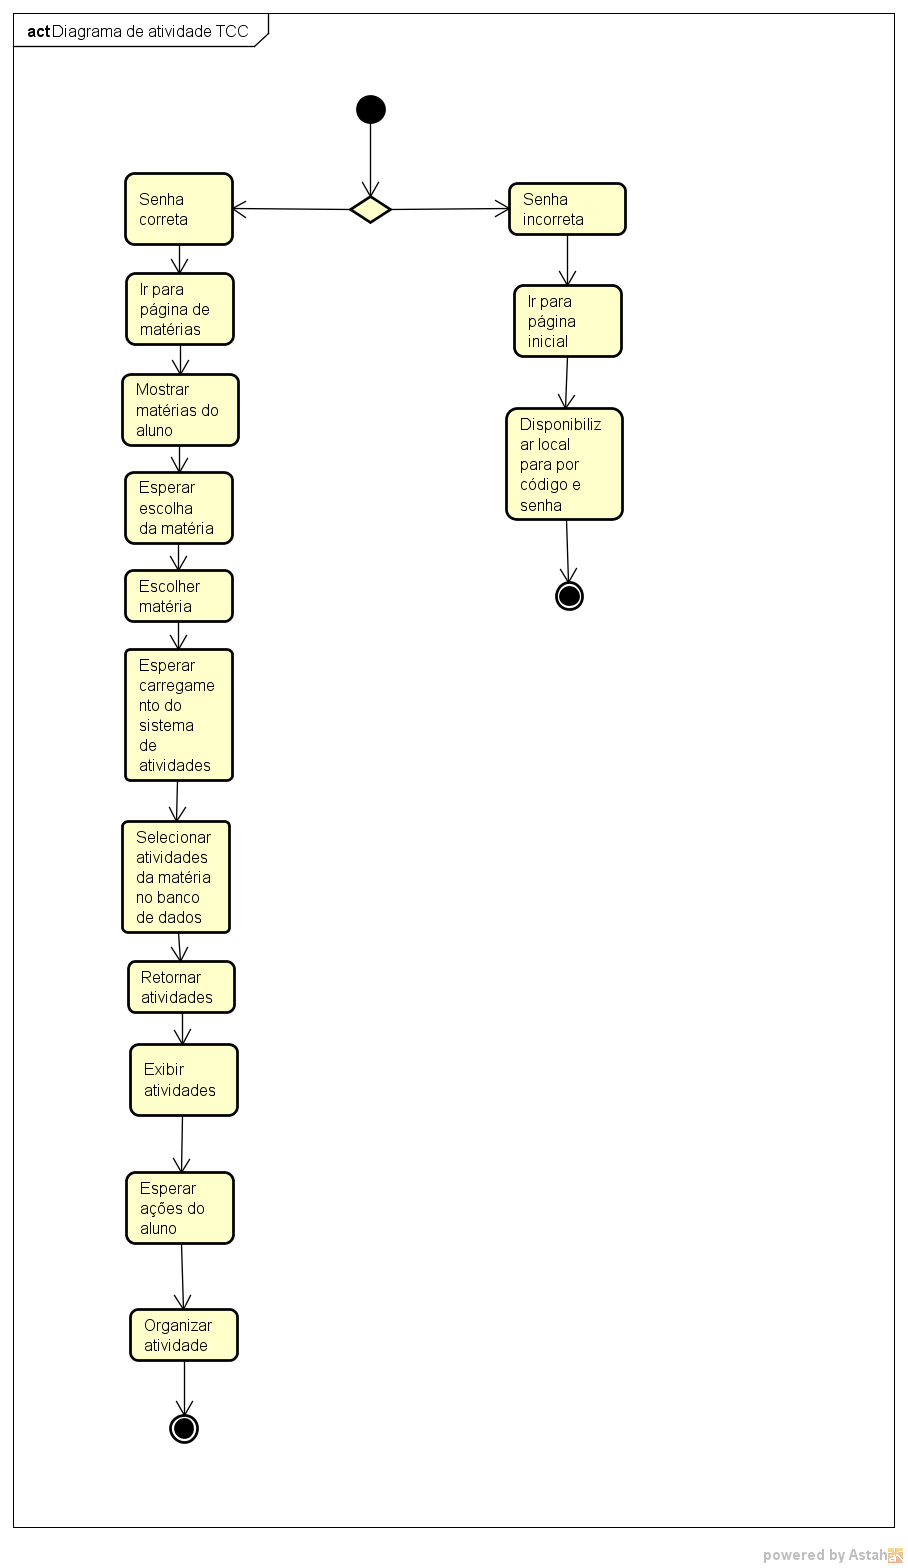 act Diagrama de atividade TCC
Senha
correta
Ir para
página de
matérias
Mostrar
matérias do
aluno
Esperar
escolha
da matéria
Escolher
matéria
Esperar
carregame
nto do
sistema
de
atividades
Selecionar
atividades
da matéria
no banco
de dados
Retornar
atividades
Exibir
atividades
Esperar
ações do
aluno
Organizar
atividade
Senha
incorreta
Ir para
página
inicial
Disponibiliz
ar local
para por
código e
senha
powered by Astah